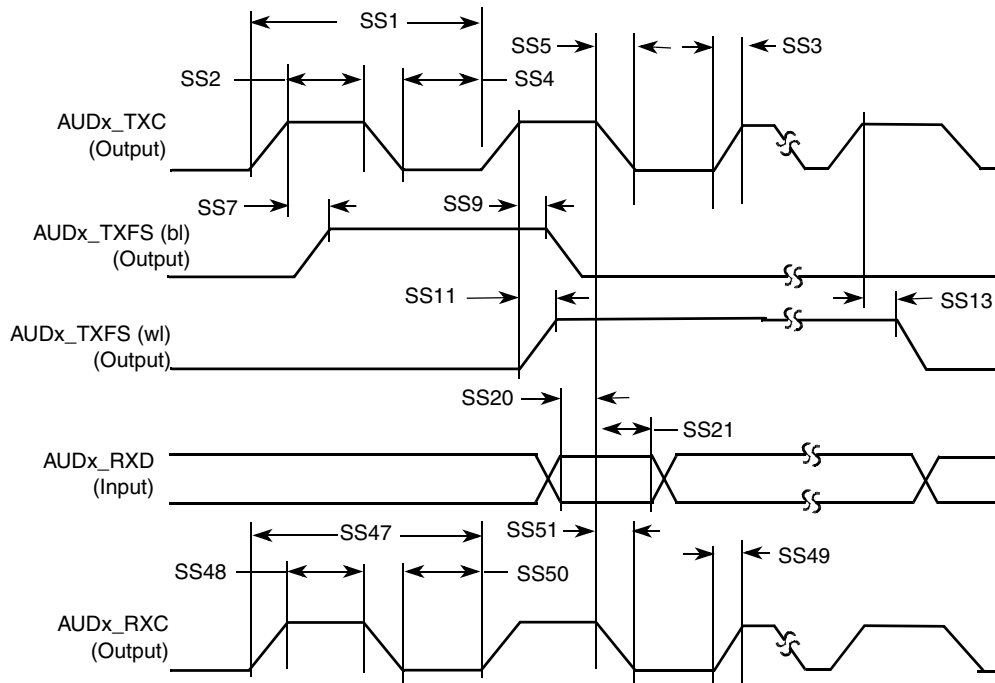 SS1
SS5
SS3
SS2
SS4
AUDx_TXC
(Output)
SS7
SS9
AUDx_TXFS (bl)
(Output)
SS11
SS13
AUDx_TXFS (wl)
(Output)
SS20
SS21
AUDx_RXD
(Input)
SS47
SS51
SS49
SS48
SS50
AUDx_RXC
(Output)